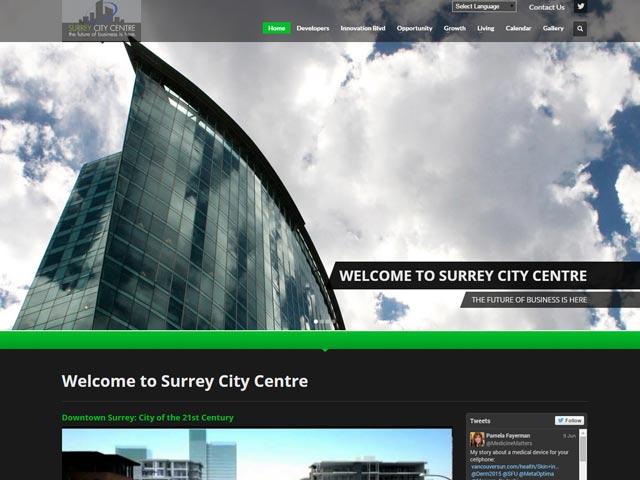 Select Language
Contact Us
SURREY CITY CENTRE
the future of business is here
Home Developers Innovation Blvd Opportunity Growth Living Calendar Gallery
WELCOME TO SURREY CITY CENTRE
THE FUTURE OF BUSINESS IS HERE
Welcome to Surrey City Centre
Downtown Surrey: City of the 21st Century
Tweets
Follow
Pamela Fayerman 9 Jun
@MedicineMatters
My story about a medical device for your
cellphone:
vancouversun.com/health/Skin+in...
@Derm2015 @SFU @MetaOptima